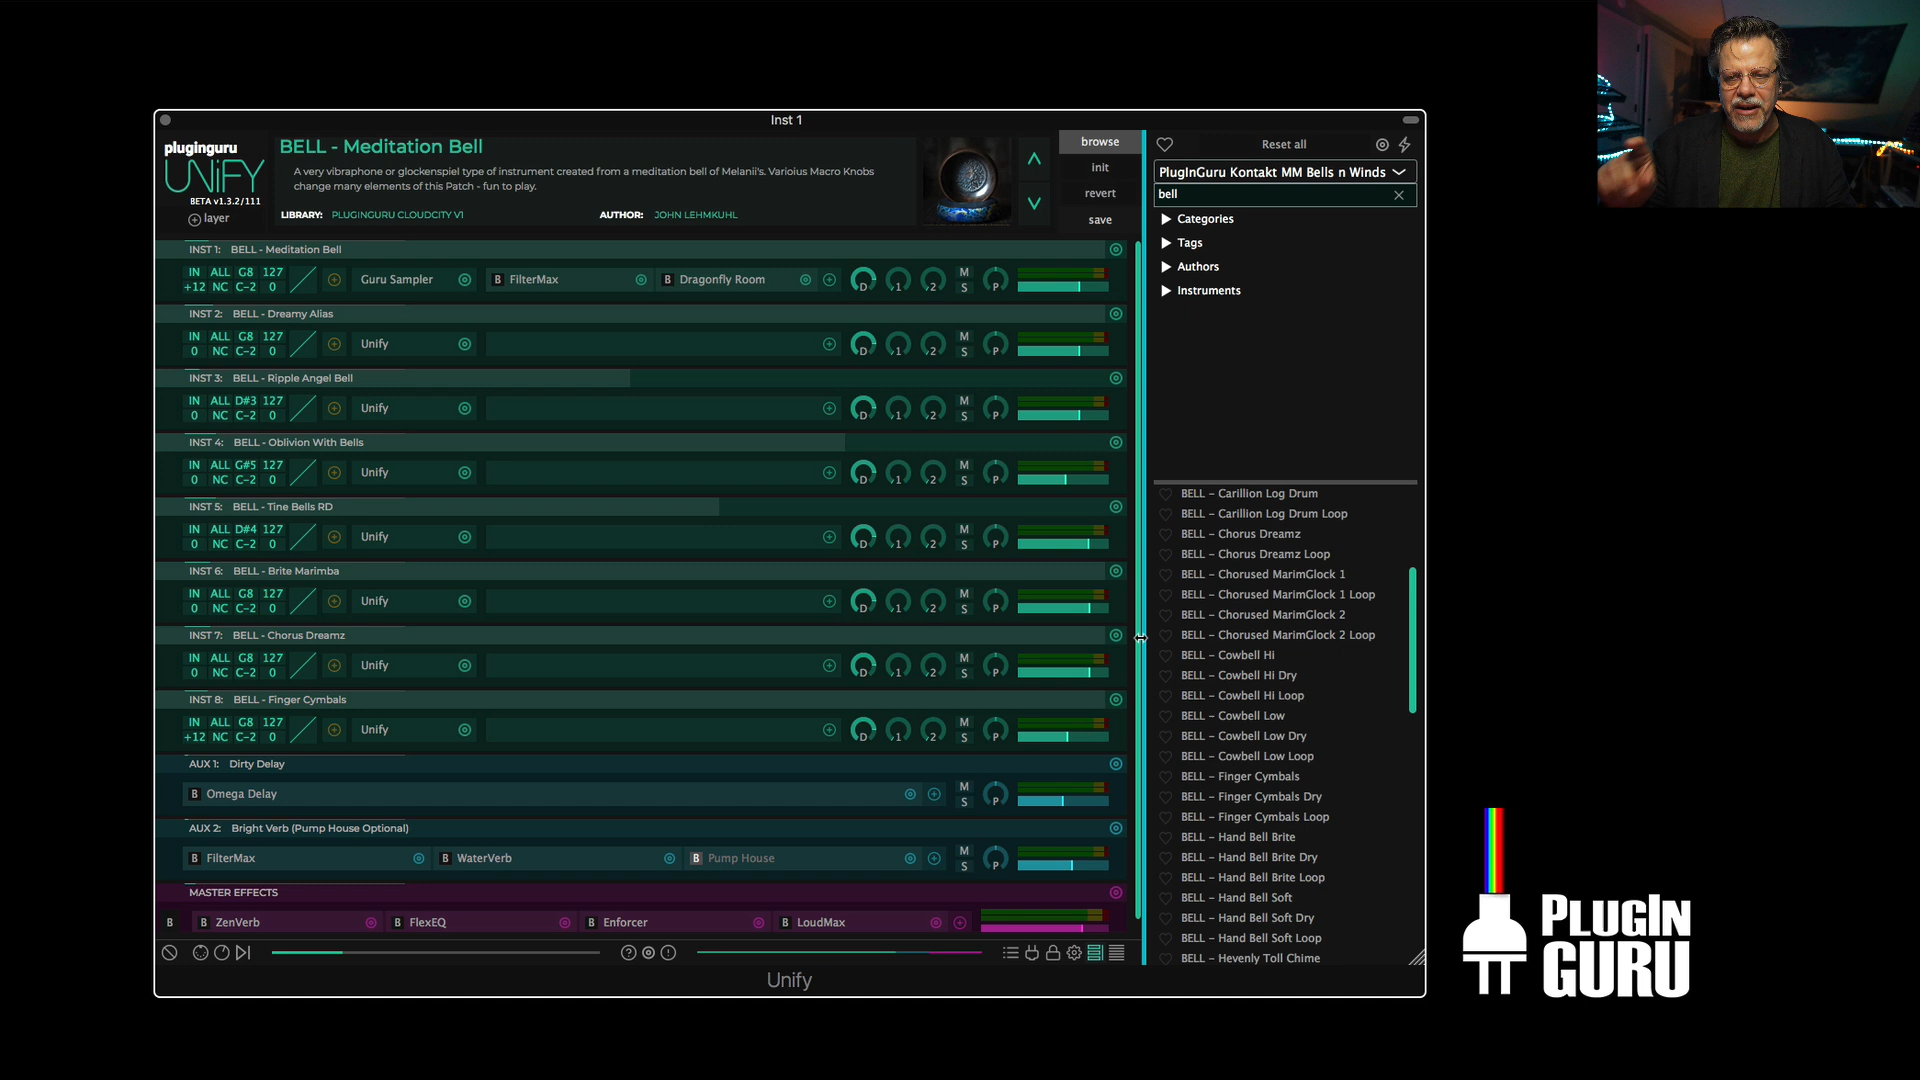 Inst 1
pluginguru
UNiFY
BETA v1.3.2/111
layer
BELL - Meditation Bell
A very vibraphone or glockenspiel type of instrument created from a meditation bell of Melanii's. Varioius Macro Knobs
change many elements of this Patch - fun to play.
LIBRARY: PLUGINGURU CLOUDCITY V1 AUTHOR: JOHN LEHMKUHL
browse
init
revert
save
INST 1: BELL - Meditation Bell
IN ALL G8 127
+12 NC C-2 0
Guru Sampler B FilterMax B Dragonfly Room D 1 2 M S P
INST 2: BELL - Dreamy Alias
IN ALL G8 127
0 NC C-2 0
Unify D 1 2 M S P
INST 3: BELL - Ripple Angel Bell
IN ALL D#3 127
0 NC C-2 0
Unify D 1 2 M S P
INST 4: BELL - Oblivion With Bells
IN ALL G#5 127
0 NC C-2 0
Unify D 1 2 M S P
INST 5: BELL - Tine Bells RD
IN ALL D#4 127
0 NC C-2 0
Unify D 1 2 M S P
INST 6: BELL - Brite Marimba
IN ALL G8 127
0 NC C-2 0
Unify D 1 2 M S P
INST 7: BELL - Chorus Dreamz
IN ALL G8 127
0 NC C-2 0
Unify D 1 2 M S P
INST 8: BELL - Finger Cymbals
IN ALL G8 127
+12 NC C-2 0
Unify D 1 2 M S P
AUX 1: Dirty Delay
B Omega Delay M S P
AUX 2: Bright Verb (Pump House Optional)
B FilterMax B WaterVerb B Pump House M S P
MASTER EFFECTS
B B ZenVerb B FlexEQ B Enforcer B LoudMax
Unify
Reset all
PlugInGuru Kontakt MM Bells n Winds
bell
Categories
Tags
Authors
Instruments
BELL - Carillion Log Drum
BELL - Carillion Log Drum Loop
BELL - Chorus Dreamz
BELL - Chorus Dreamz Loop
BELL - Chorused MarimGlock 1
BELL - Chorused MarimGlock 1 Loop
BELL - Chorused MarimGlock 2
BELL - Chorused MarimGlock 2 Loop
BELL - Cowbell Hi
BELL - Cowbell Hi Dry
BELL - Cowbell Hi Loop
BELL - Cowbell Low
BELL - Cowbell Low Dry
BELL - Cowbell Low Loop
BELL - Finger Cymbals
BELL - Finger Cymbals Dry
BELL - Finger Cymbals Loop
BELL - Hand Bell Brite
BELL - Hand Bell Brite Dry
BELL - Hand Bell Brite Loop
BELL - Hand Bell Soft
BELL - Hand Bell Soft Dry
BELL - Hand Bell Soft Loop
BELL - Hevenly Toll Chime
PLUGIN
GURU